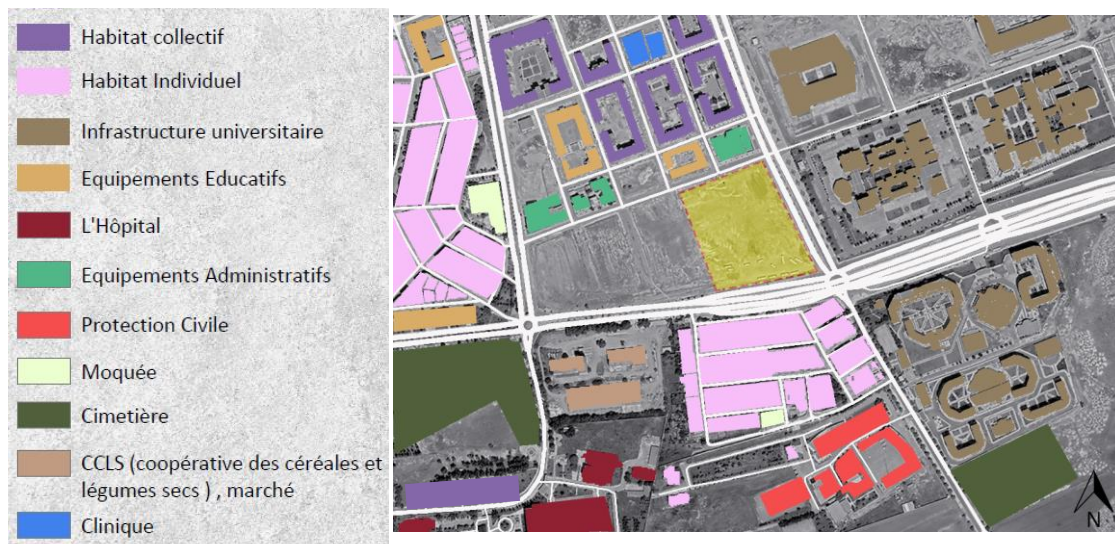 Habitat collectif
Habitat Individuel
Infrastructure universitaire
Equipements Educatifs
L'Hôpital
Equipements Administratifs
Protection Civile
Moquée
Cimetière
CCLS (coopérative des céréales et
légumes secs ) , marché
Clinique
N